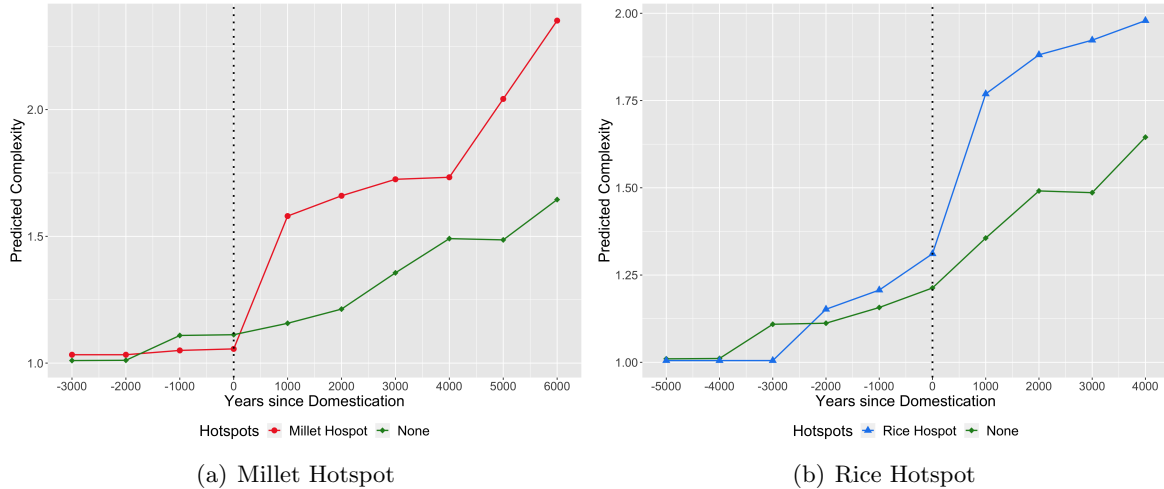 2.0
1.5
1.0
Predicted Complexity
-3000 -2000 -1000 0 1000 2000 3000 4000 5000 6000
Years since Domestication
Hotspots Millet Hospot None
(a) Millet Hotspot
2.00
1.75
1.50
1.25
1.00
Predicted Complexity
-5000 -4000 -3000 -2000 -1000 0 1000 2000 3000 4000
Years since Domestication
Hotspots Rice Hospot None
(b) Rice Hotspot